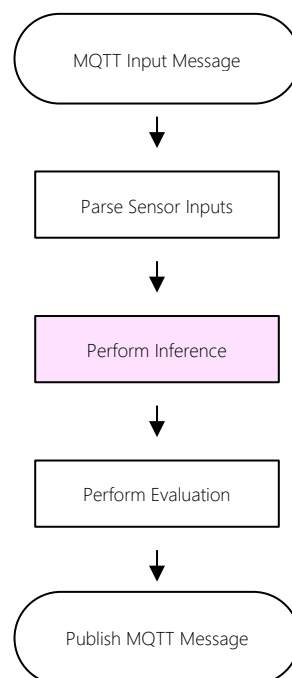 MQTT Input Message
Parse Sensor Inputs
Perform Inference
Perform Evaluation
Publish MQTT Message